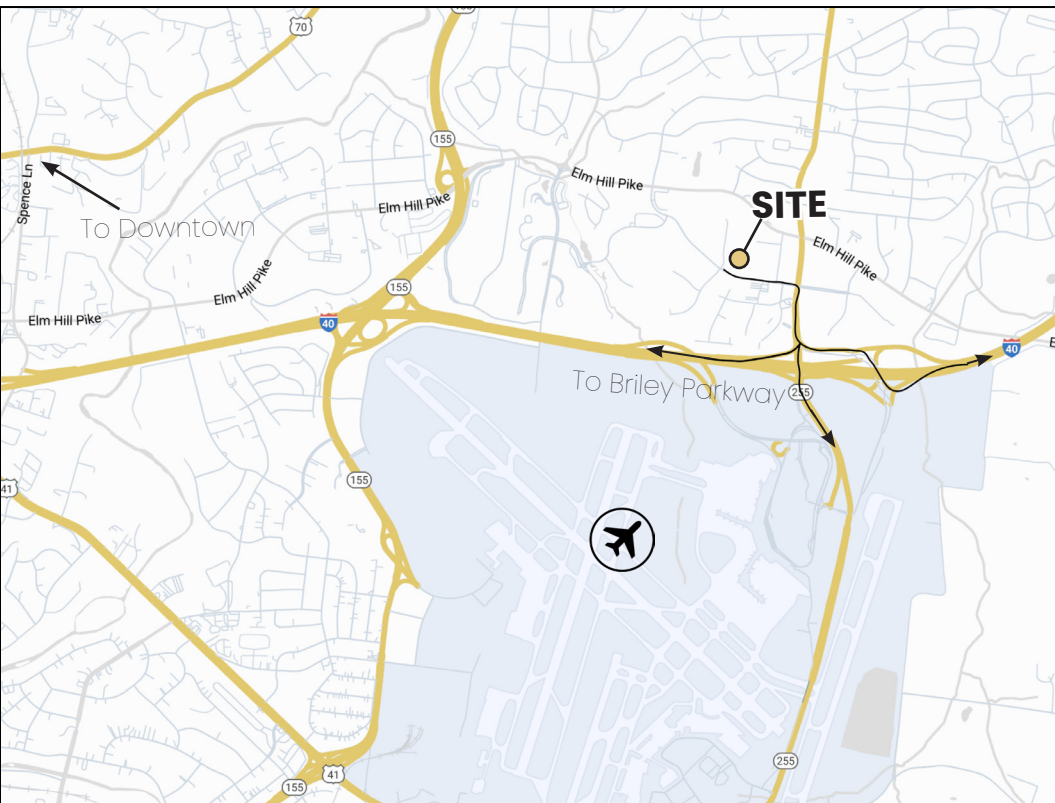 155
70
155
Elm Hill Pike
SITE
Spence Ln
Elm Hill Pike
To Downtown
Elm Hill Pike
Elm Hill Pike
155
Elm Hill Pike
40
40
E
To Briley Parkway
255
155
41
255
41
155